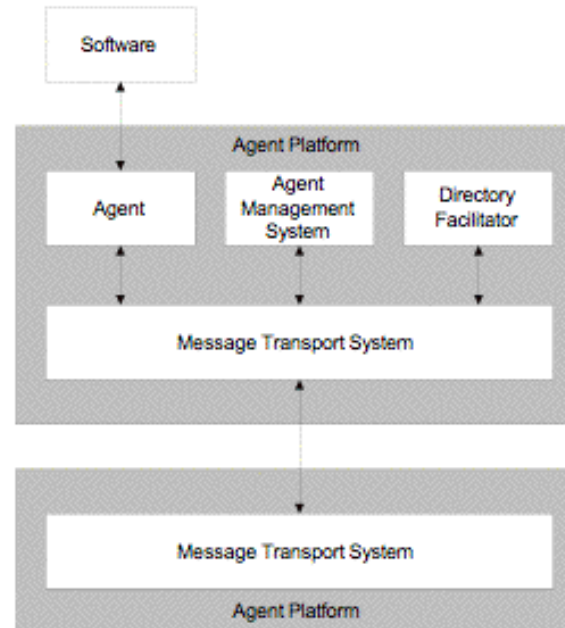 Software
Agent Platform
Agent
Agent
Management
System
Directory
Facilitator
Message Transport System
Message Transport System
Agent Platform